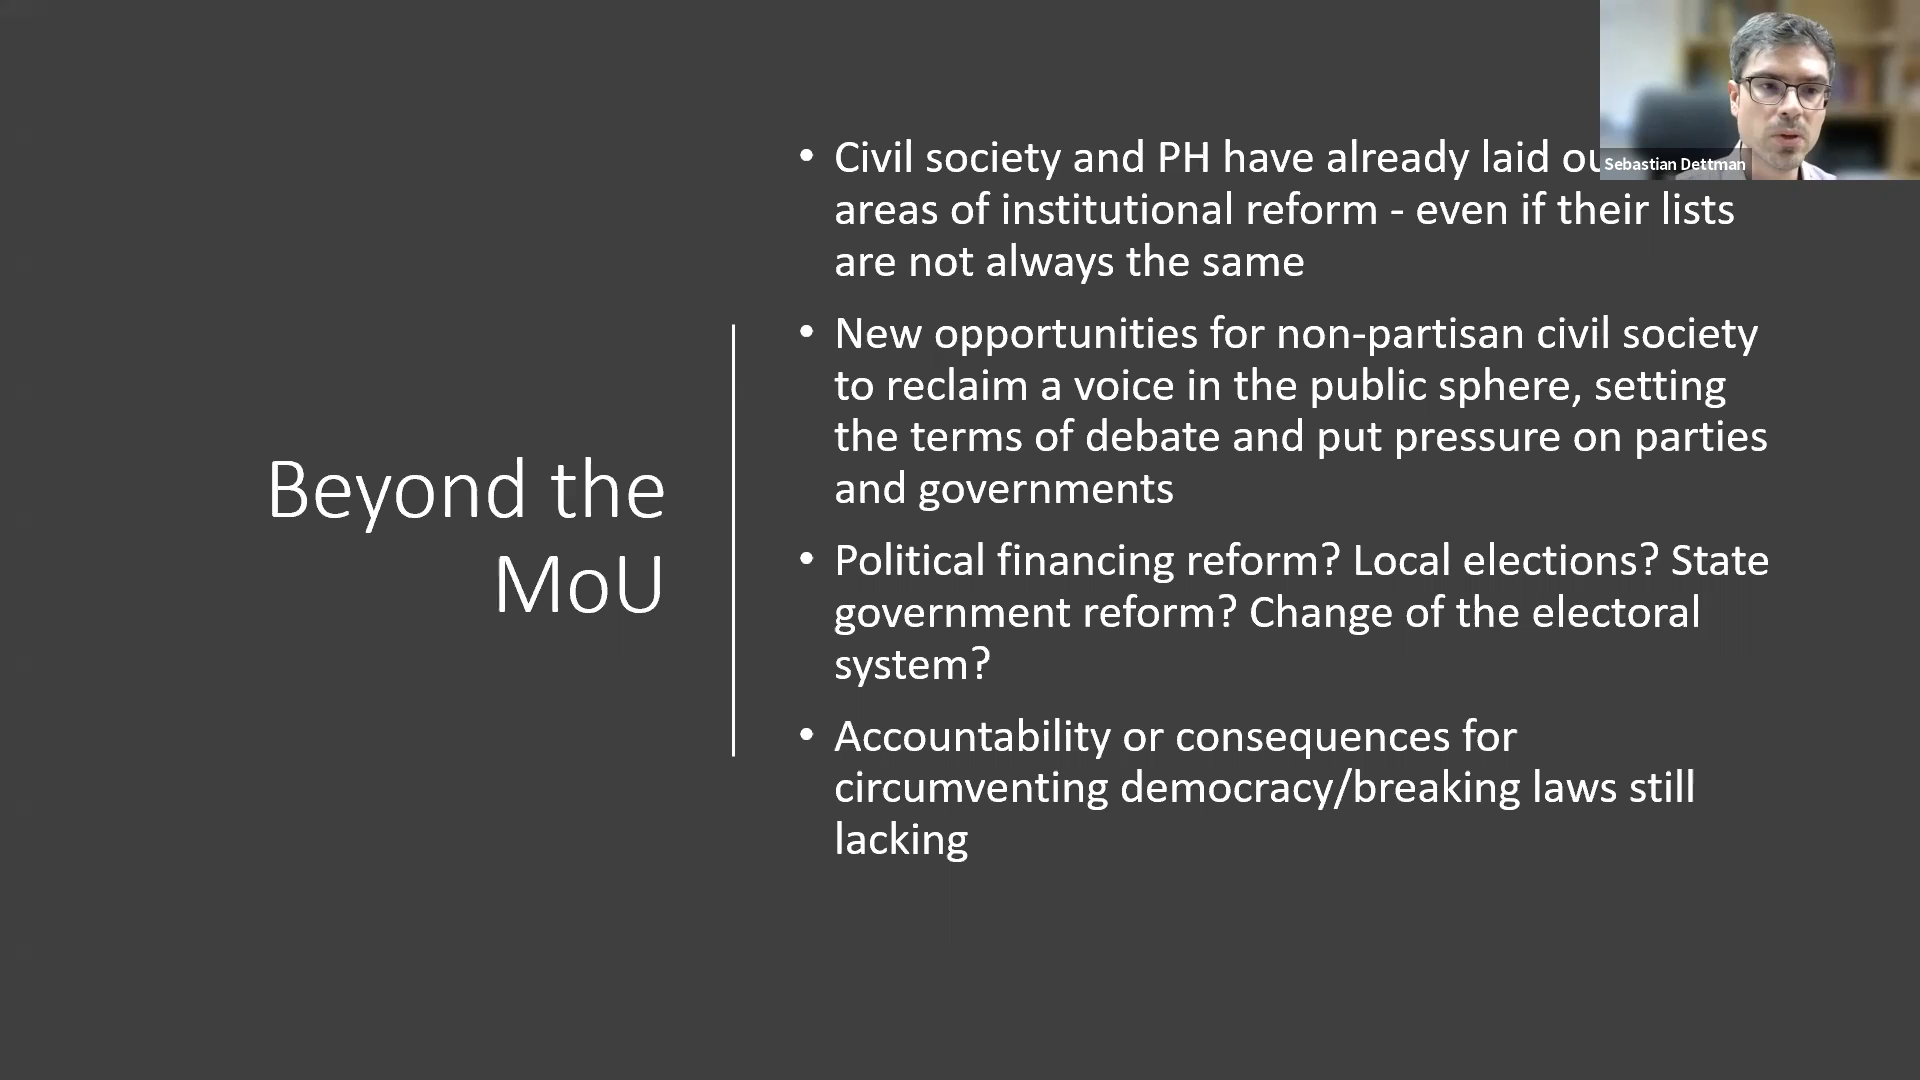 Beyond the
MoU
• Civil society and PH have already laid
areas of institutional reform - even if their lists
are not always the same
• New opportunities for non-partisan civil society
to reclaim a voice in the public sphere, setting
the terms of debate and put pressure on parties
and governments
• Political financing reform? Local elections? State
government reform? Change of the electoral
system?
• Accountability or consequences for
circumventing democracy/breaking laws still
lacking
Sebastian Dettman